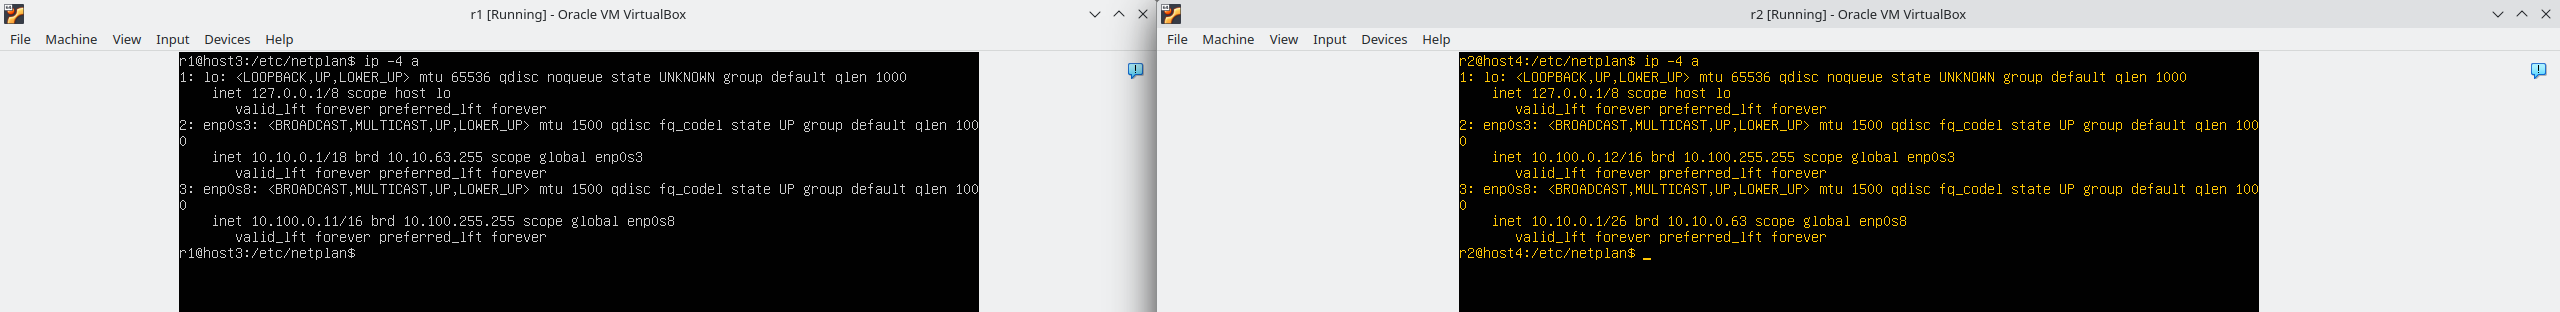 r1 [Running] - Oracle VM VirtualBox
File Machine View Input Devices Help
r1@host3:/etc/netplan$ ip -4 a
1: lo: <LOOPBACK,UP,LOWER_UP> mtu 65536 qdisc noqueue state UNKNOWN group default qlen 1000
    inet 127.0.0.1/8 scope host lo
       valid_lft forever preferred_lft forever
2: enp0s3: <BROADCAST,MULTICAST,UP,LOWER_UP> mtu 1500 qdisc fq_codel state UP group default qlen 100
0
    inet 10.10.0.1/18 brd 10.10.63.255 scope global enp0s3
       valid_lft forever preferred_lft forever
3: enp0s8: <BROADCAST,MULTICAST,UP,LOWER_UP> mtu 1500 qdisc fq_codel state UP group default qlen 100
0
    inet 10.100.0.11/16 brd 10.100.255.255 scope global enp0s8
       valid_lft forever preferred_lft forever
r1@host3:/etc/netplan$
r2 [Running] - Oracle VM VirtualBox
File Machine View Input Devices Help
r2@host4:/etc/netplan$ ip -4 a
1: lo: <LOOPBACK,UP,LOWER_UP> mtu 65536 qdisc noqueue state UNKNOWN group default qlen 1000
    inet 127.0.0.1/8 scope host lo
       valid_lft forever preferred_lft forever
2: enp0s3: <BROADCAST,MULTICAST,UP,LOWER_UP> mtu 1500 qdisc fq_codel state UP group default qlen 100
0
    inet 10.100.0.12/16 brd 10.100.255.255 scope global enp0s3
       valid_lft forever preferred_lft forever
3: enp0s8: <BROADCAST,MULTICAST,UP,LOWER_UP> mtu 1500 qdisc fq_codel state UP group default qlen 100
0
    inet 10.10.0.1/26 brd 10.10.0.63 scope global enp0s8
       valid_lft forever preferred_lft forever
r2@host4:/etc/netplan$ _